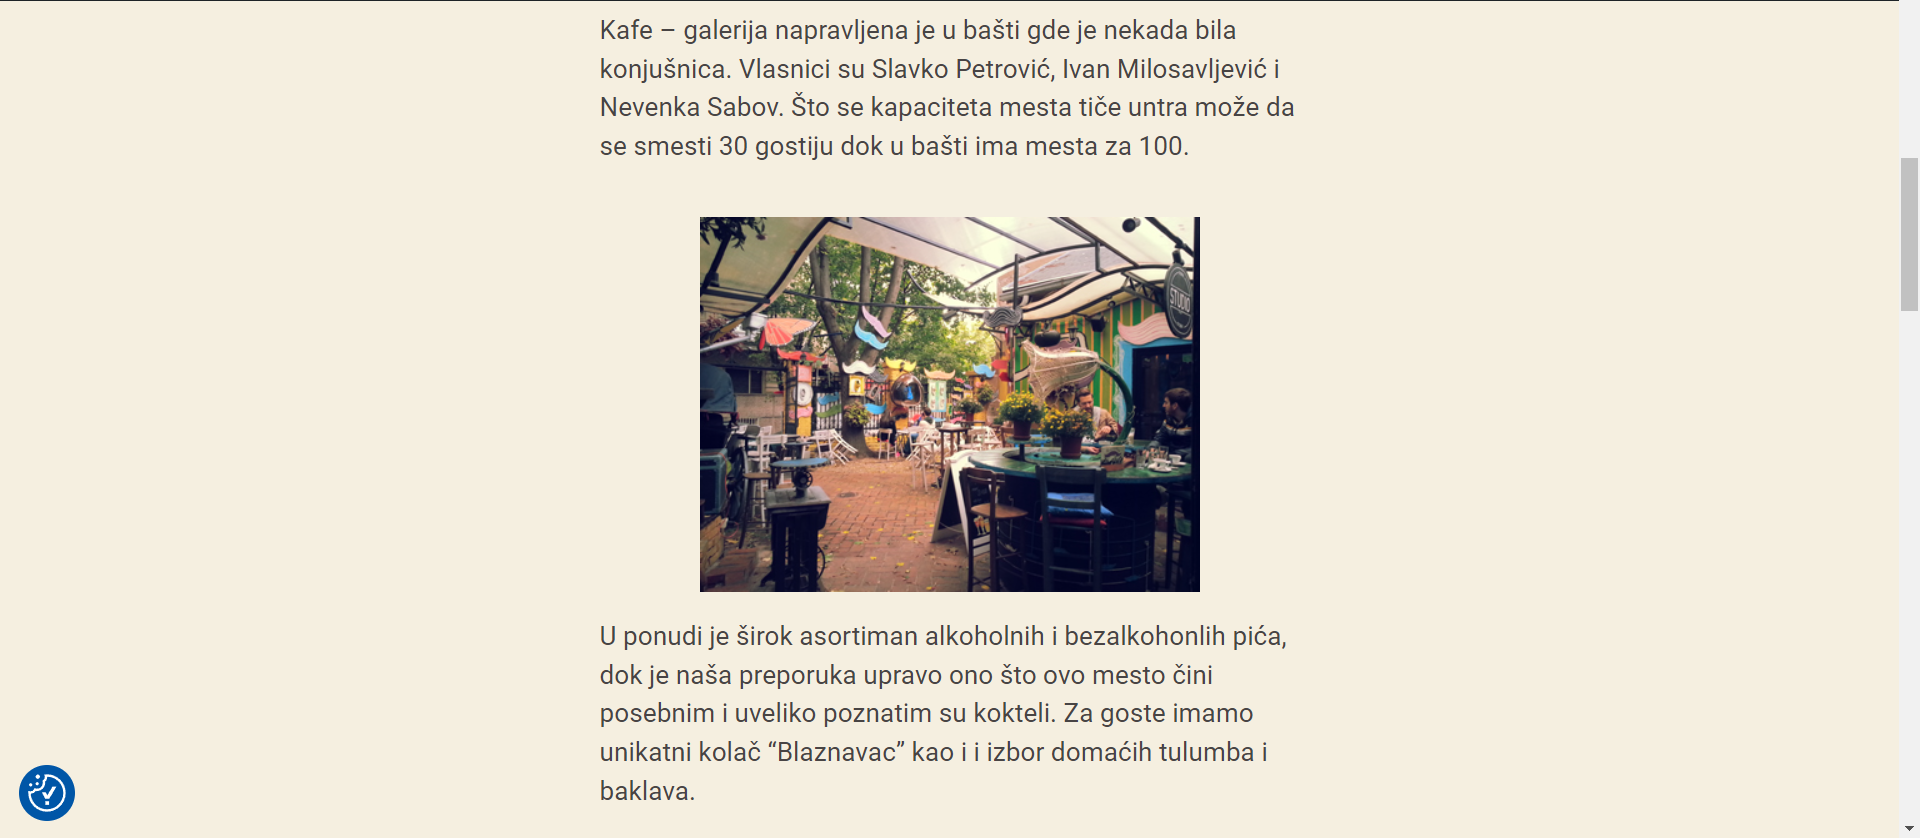 Kafe – galerija napravljena je u bašti gde je nekada bila
konjušnica. Vlasnici su Slavko Petrović, Ivan Milosavljević i
Nevenka Sabov. Što se kapaciteta mesta tiče untra može da
se smesti 30 gostiju dok u bašti ima mesta za 100.
STUDIO
U ponudi je širok asortiman alkoholnih i bezalkohonlih pića,
dok je naša preporuka upravo ono što ovo mesto čini
posebnim i uveliko poznatim su kokteli. Za goste imamo
unikatni kolač “Blaznavac” kao i i izbor domaćih tulumba i
baklava.